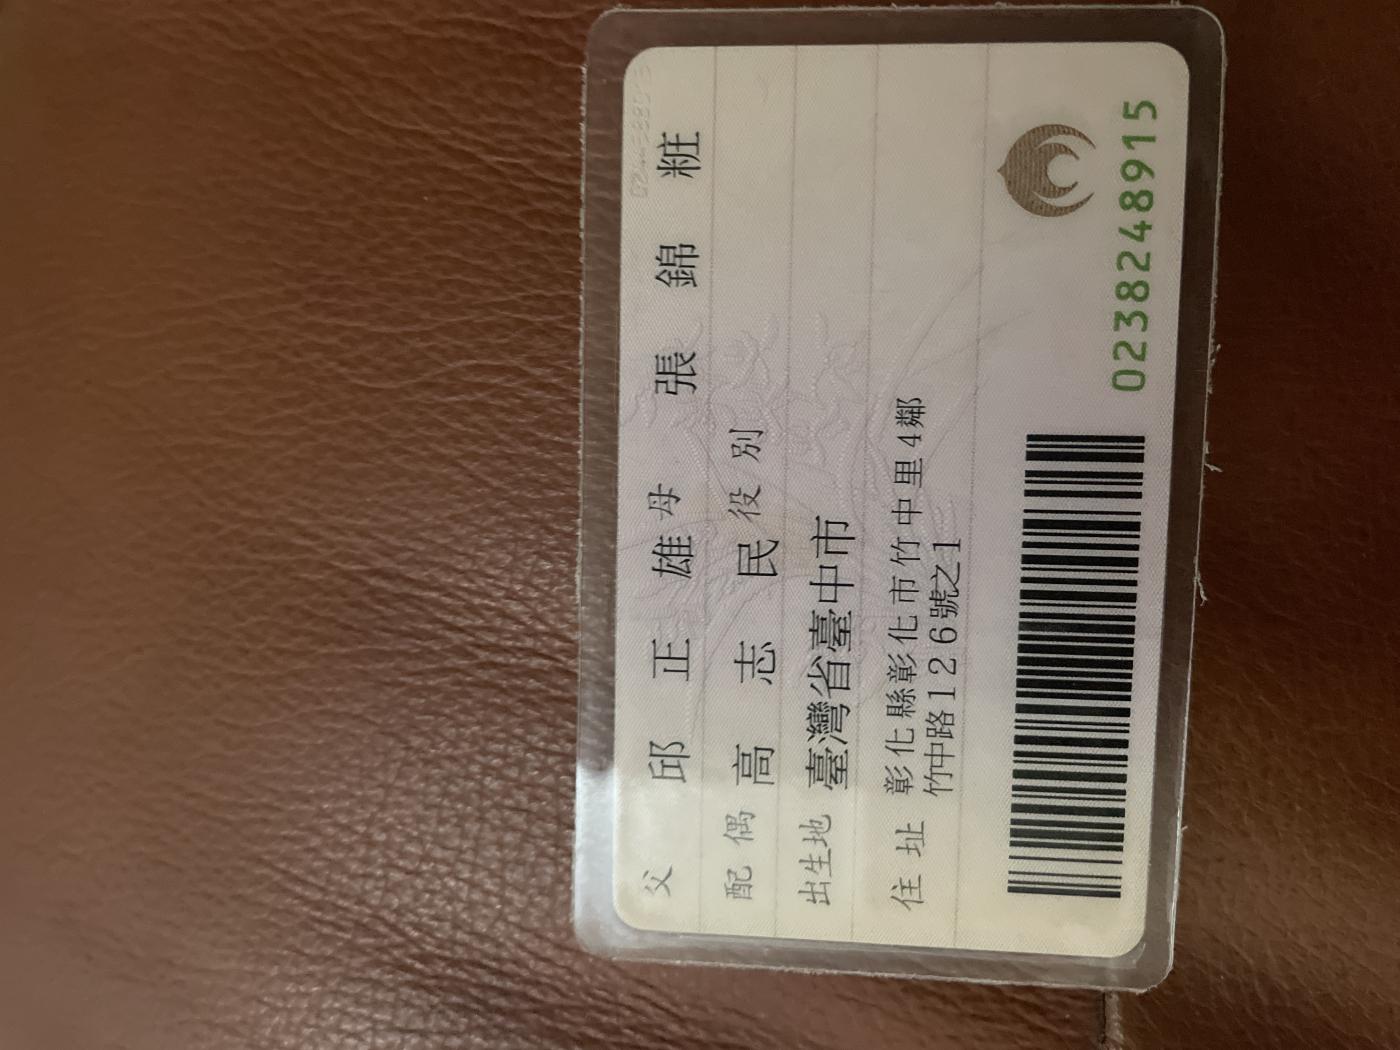 父 邱正雄 母 張錦粧
配偶 高志民 役別
出生地 臺灣省臺中市
住址 彰化縣彰化市竹中里4鄰
竹中路126號之1
0238248915